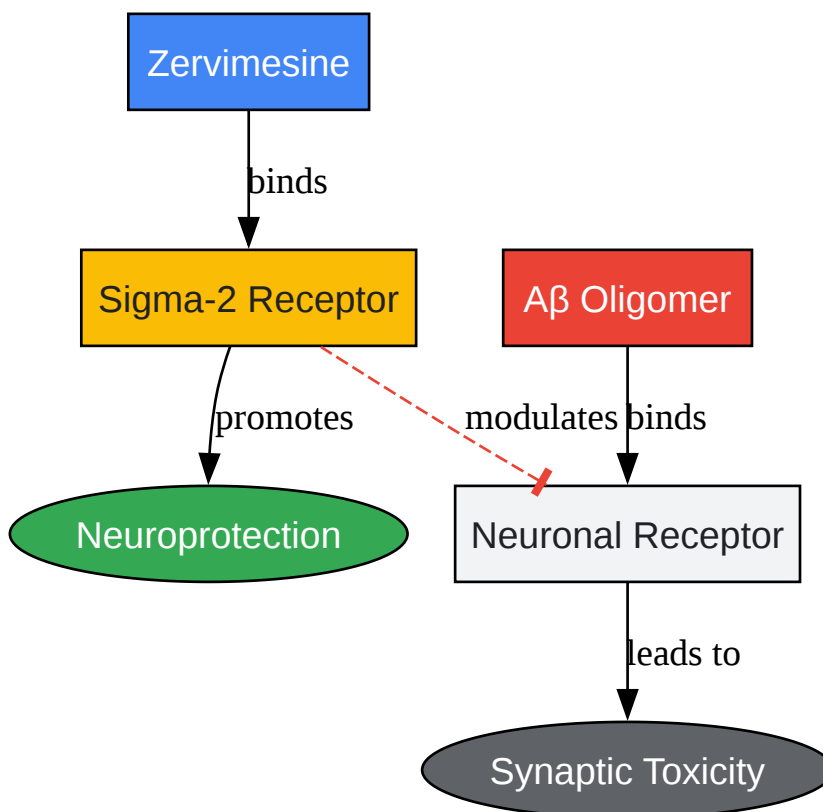 Zervimesine
binds
Sigma-2 Receptor
Aβ Oligomer
promotes
modulates
binds
Neuroprotection
Neuronal Receptor
leads to
Synaptic Toxicity